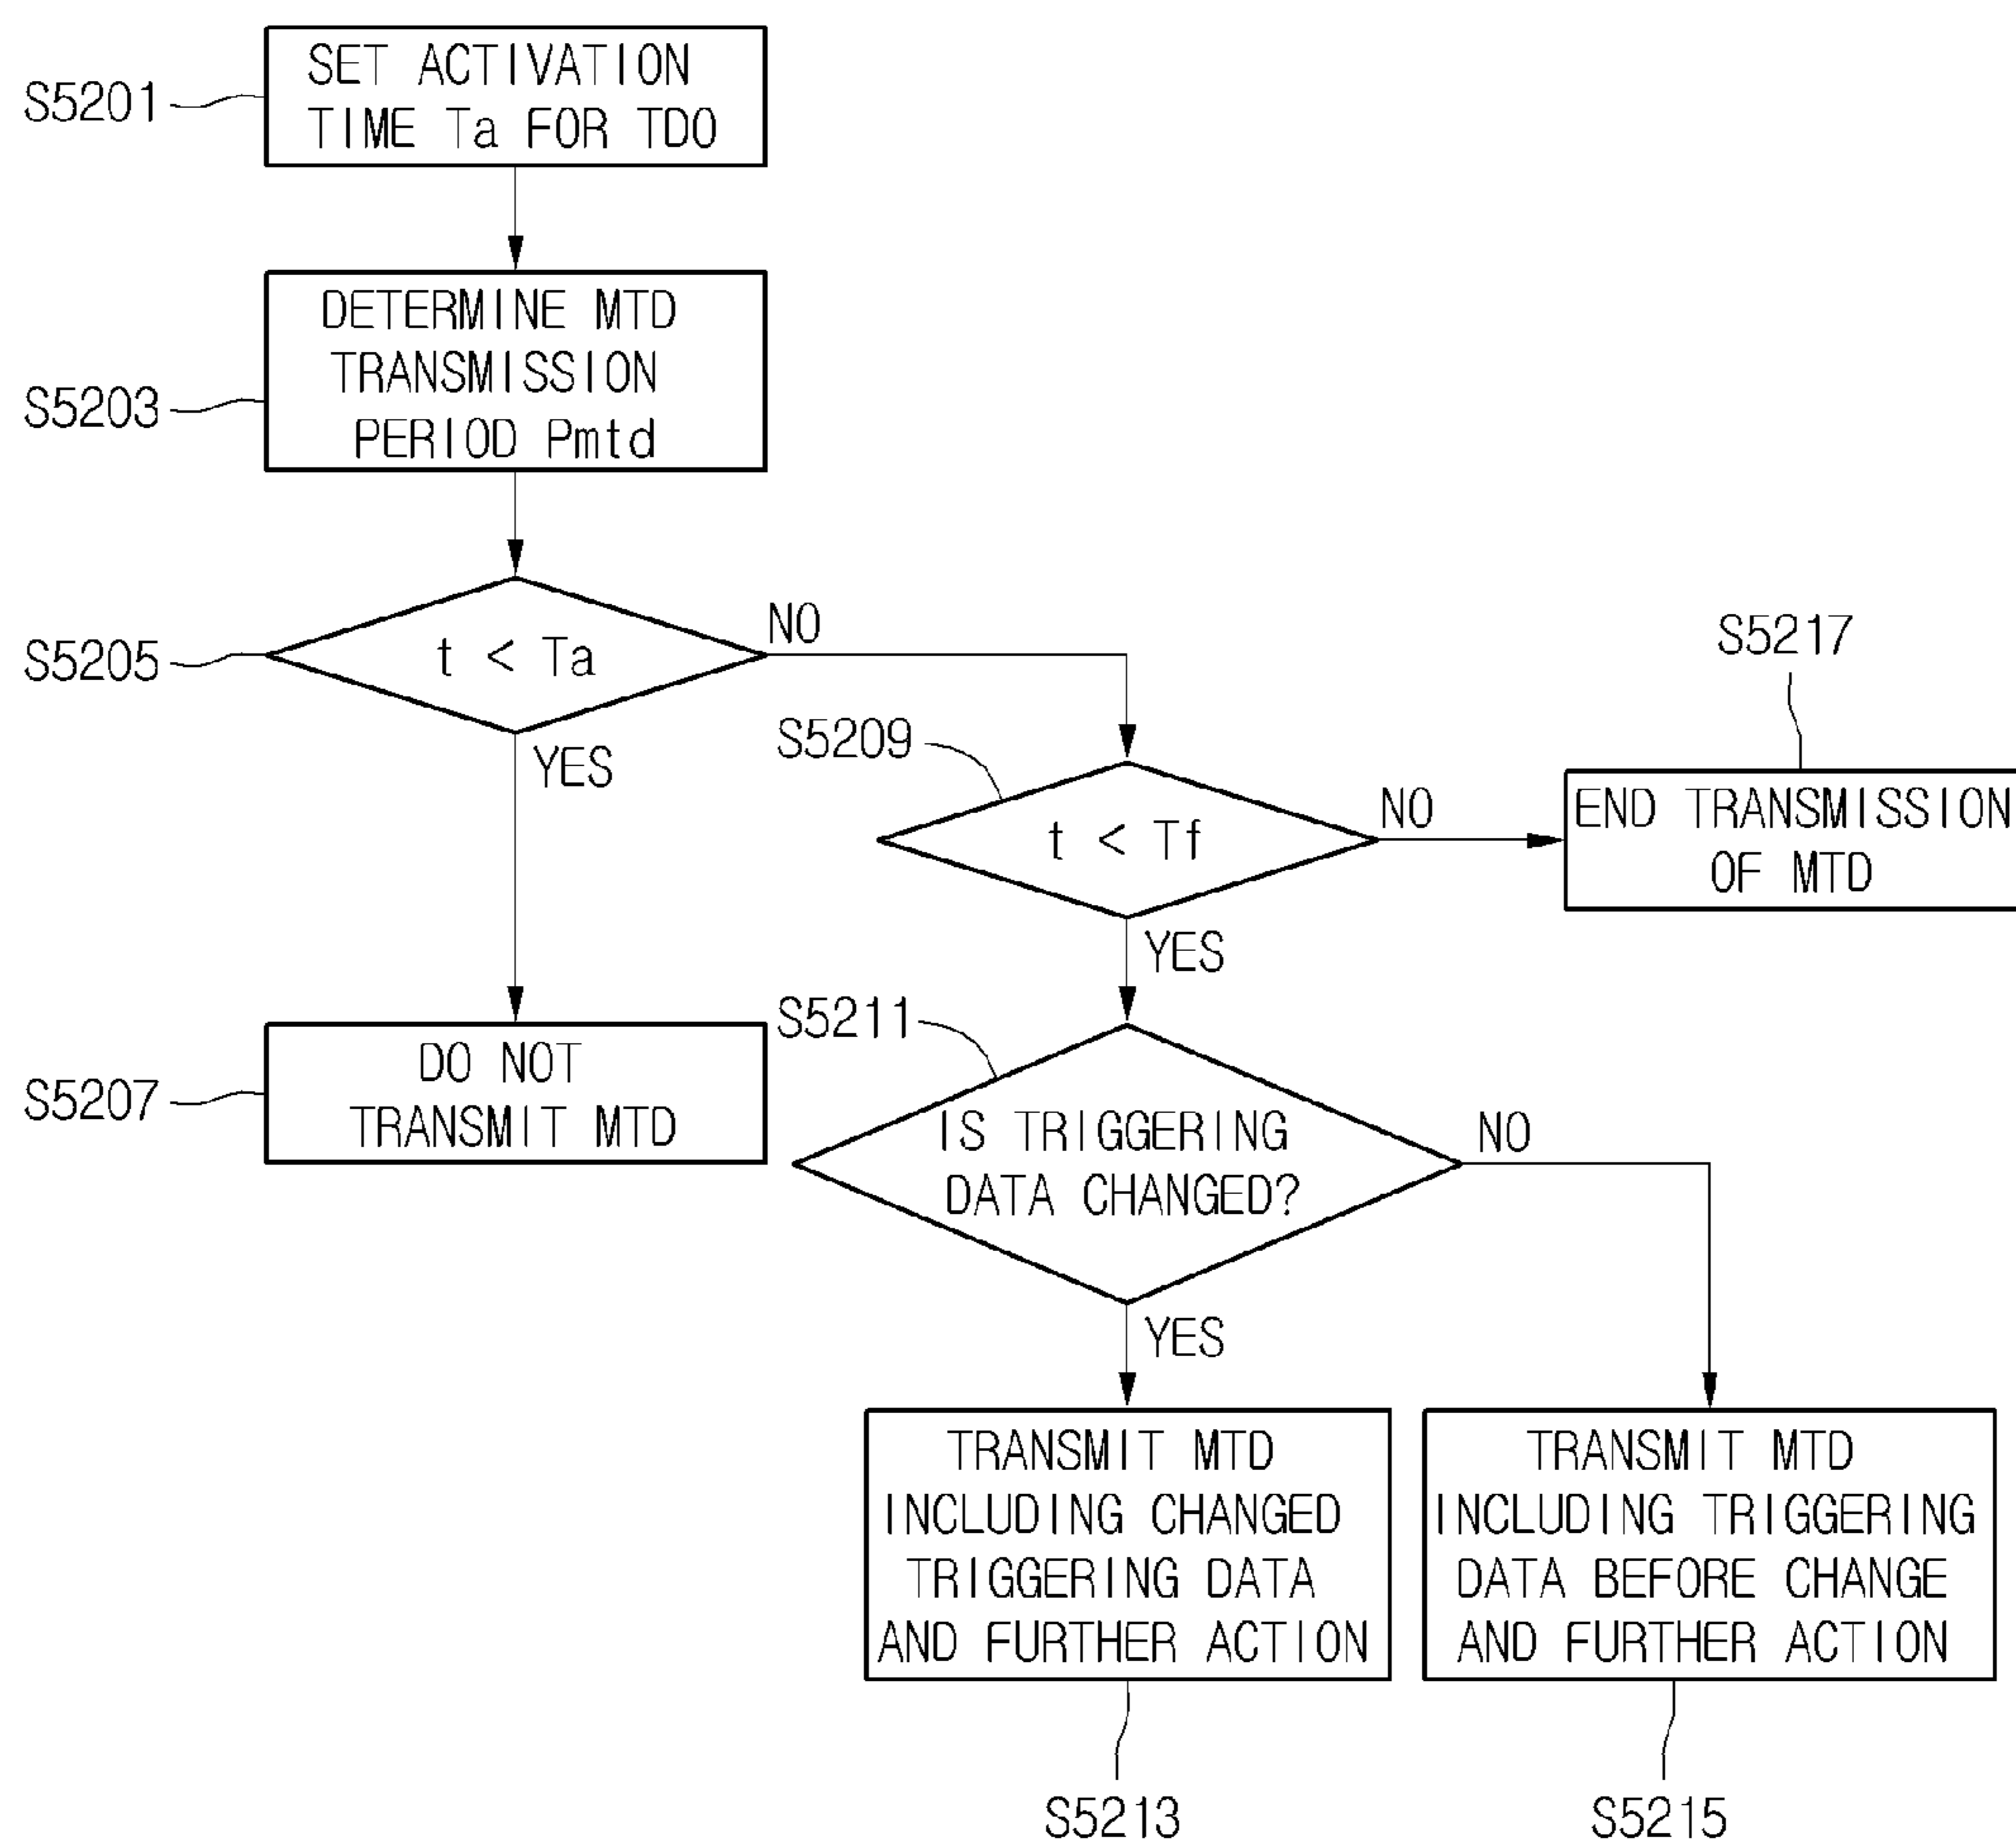 S5201
SET ACTIVATION
TIME Ta FOR TDO
S5203
DETERMINE MTD
TRANSMISSION
PERIOD Pmtd
S5205
t < Ta
NO
YES
S5207
DO NOT
TRANSMIT MTD
S5209
t < Tf
NO
YES
S5217
END TRANSMISSION
OF MTD
S5211
IS TRIGGERING
DATA CHANGED?
NO
YES
TRANSMIT MTD
INCLUDING CHANGED
TRIGGERING DATA
AND FURTHER ACTION
S5213
TRANSMIT MTD
INCLUDING TRIGGERING
DATA BEFORE CHANGE
AND FURTHER ACTION
S5215